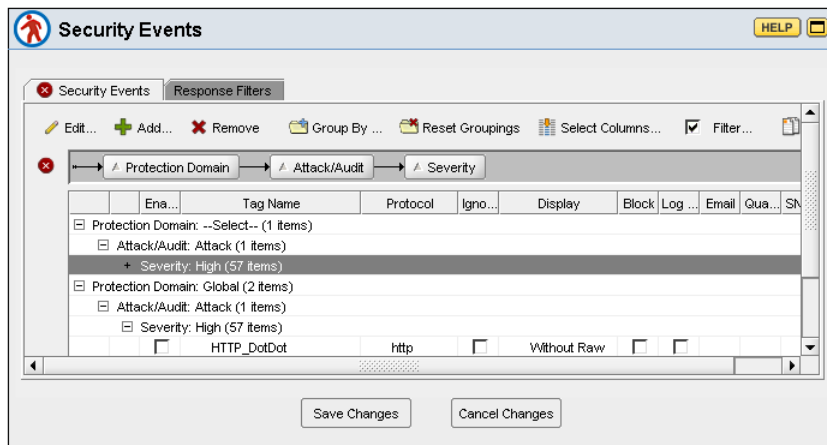 Security Events
HELP
Security Events Response Filters
Edit... Add... Remove Group By ... Reset Groupings Select Columns... Filter...
Protection Domain Attack/Audit Severity
Ena... Tag Name Protocol Igno... Display Block Log ... Email Qua... SN
Protection Domain: --Select-- (1 items)
Attack/Audit: Attack (1 items)
Severity: High (57 items)
Protection Domain: Global (2 items)
Attack/Audit: Attack (1 items)
Severity: High (57 items)
HTTP_DotDot http Without Raw
Save Changes Cancel Changes